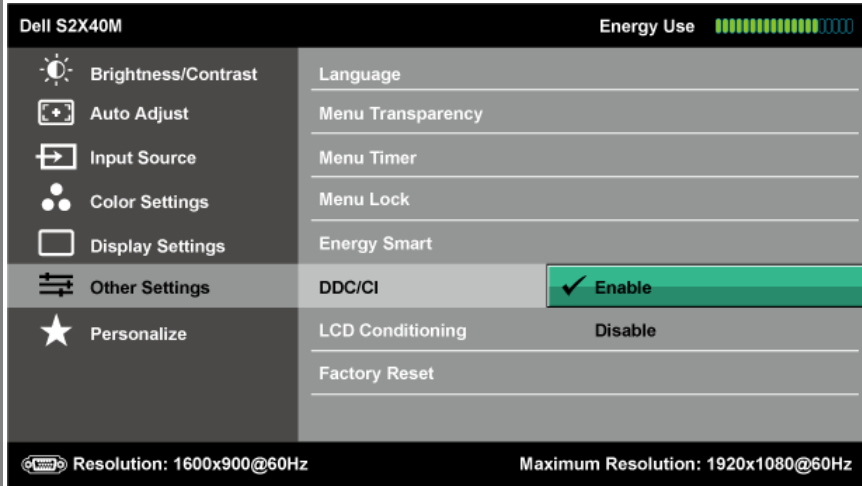 Dell S2X40M Energy Use
Brightness/Contrast
Auto Adjust
Input Source
Color Settings
Display Settings
Other Settings
Personalize
Language
Menu Transparency
Menu Timer
Menu Lock
Energy Smart
DDC/CI
LCD Conditioning
Factory Reset
Enable
Disable
Resolution: 1600x900@60Hz Maximum Resolution: 1920x1080@60Hz